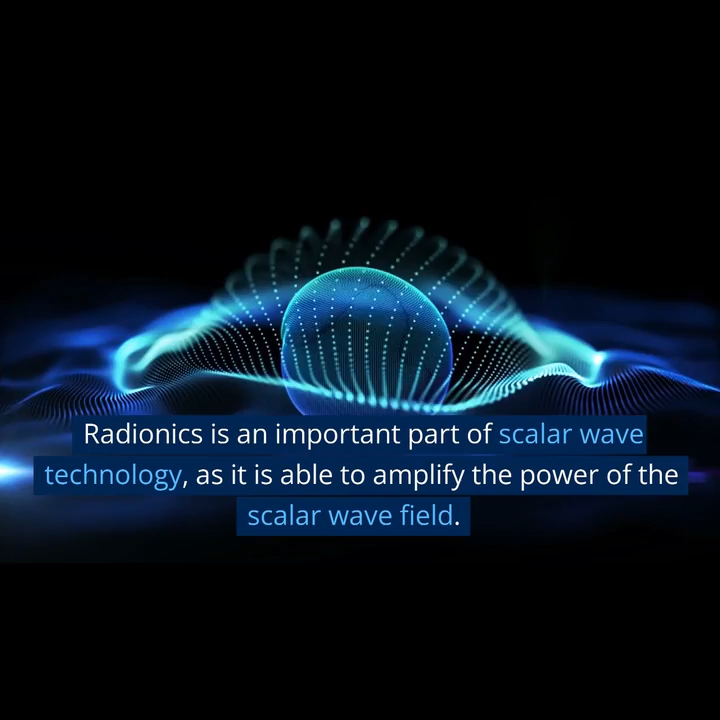 Radionics is an important part of scalar wave
technology, as it is able to amplify the power of the
scalar wave field.